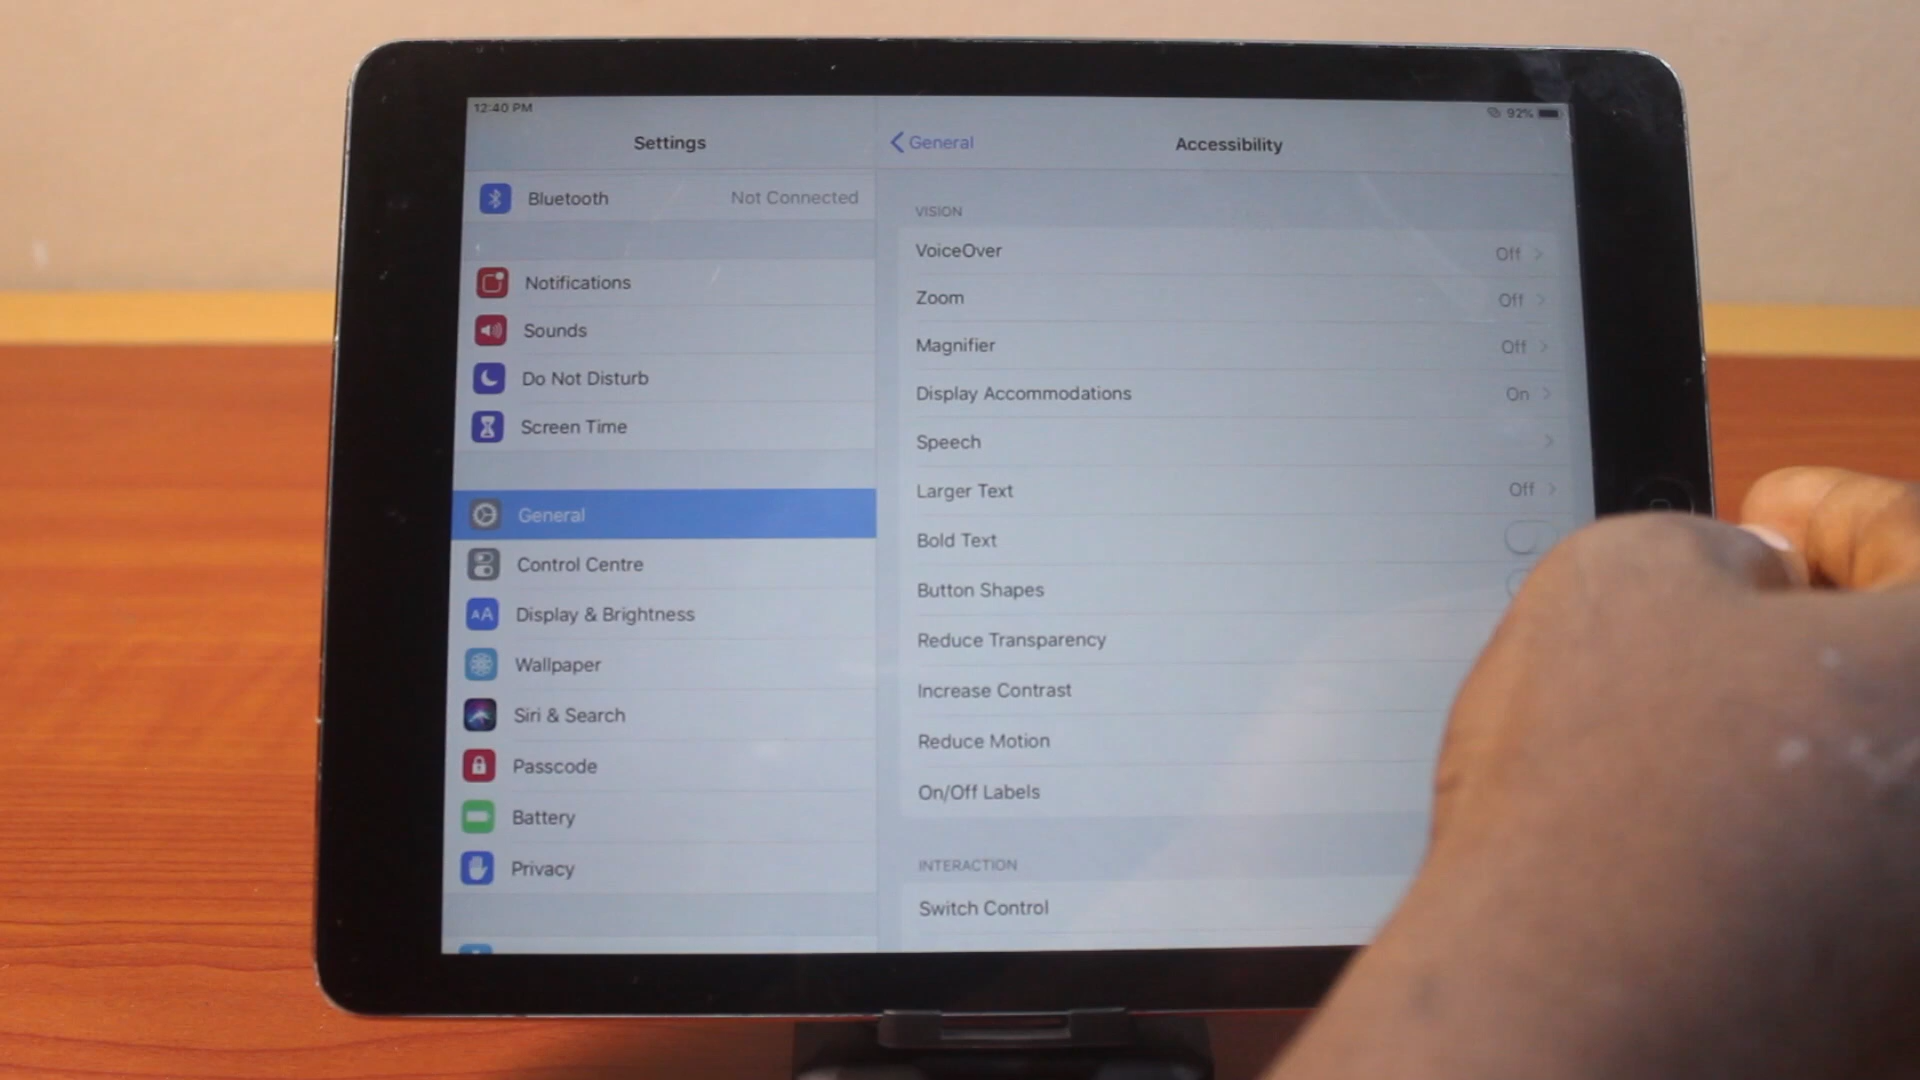 12:40 PM
92%
Settings
General
Accessibility
Bluetooth Not Connected
Notifications
Sounds
Do Not Disturb
Screen Time
General
Control Centre
AA Display & Brightness
Wallpaper
Siri & Search
Passcode
Battery
Privacy
VISION
VoiceOver Off
Zoom Off
Magnifier Off
Display Accommodations On
Speech
Larger Text Off
Bold Text
Button Shapes
Reduce Transparency
Increase Contrast
Reduce Motion
On/Off Labels
INTERACTION
Switch Control